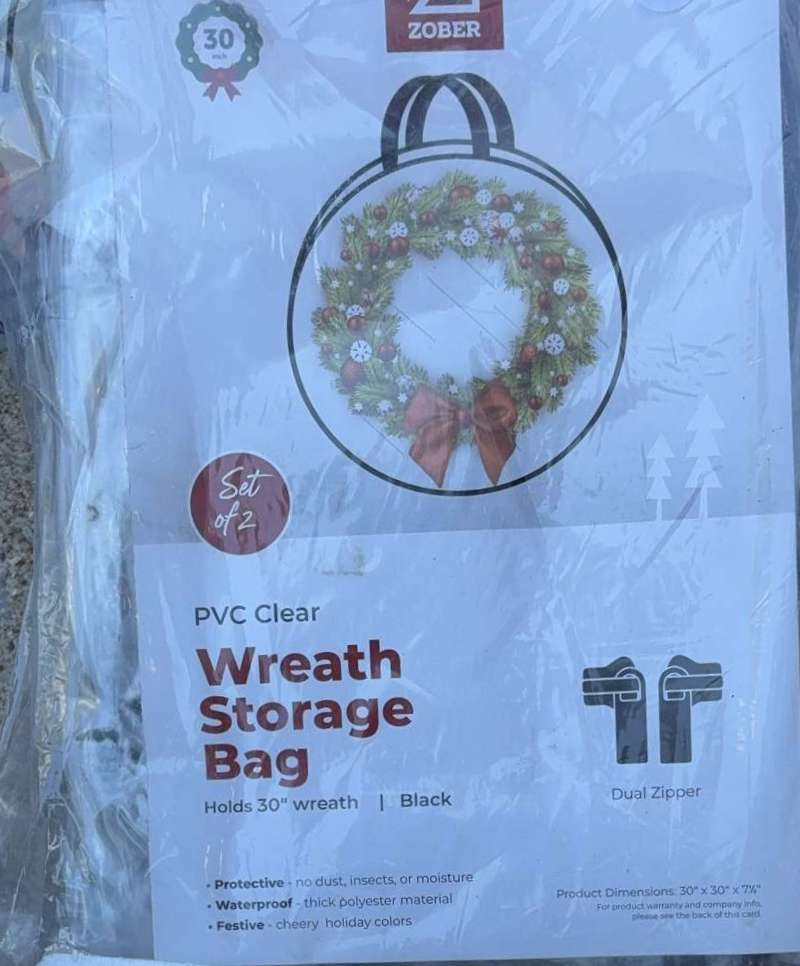 30
inch
ZOBER
Set
of 2
PVC Clear
Wreath
Storage
Bag
Holds 30" wreath | Black
Dual Zipper
• Protective - no dust, insects, or moisture
• Waterproof - thick polyester material
• Festive - cheery holiday colors
Product Dimensions: 30" x 30" x 7⅞"
For product warranty and company info,
please see the back of this card.